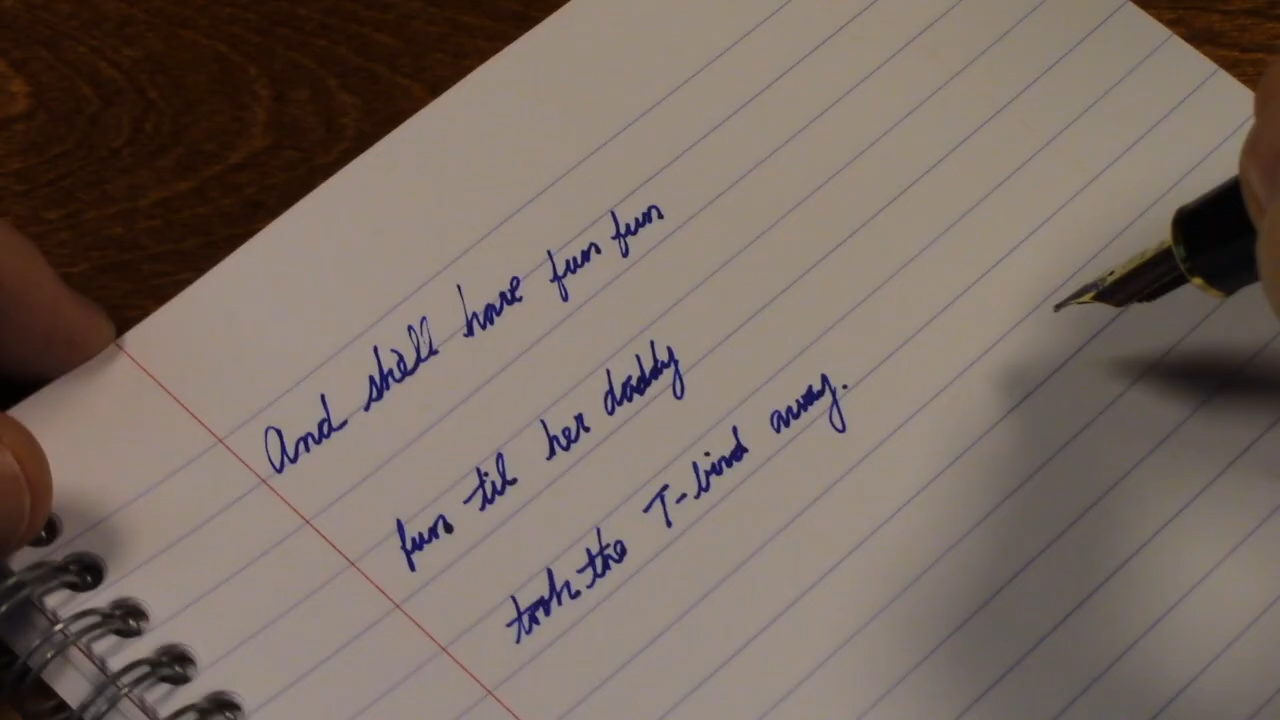 And she'll have fun fun
fun til her daddy
took the T-bird away.